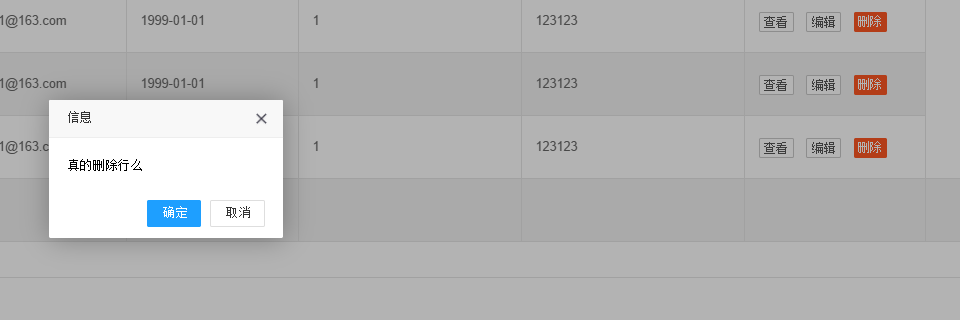 1@163.com 1999-01-01 1 123123 查看 编辑 删除
1@163.com 1999-01-01 1 123123 查看 编辑 删除
信息
1@163.c 1 123123 查看 编辑 删除
真的删除行么
确定 取消